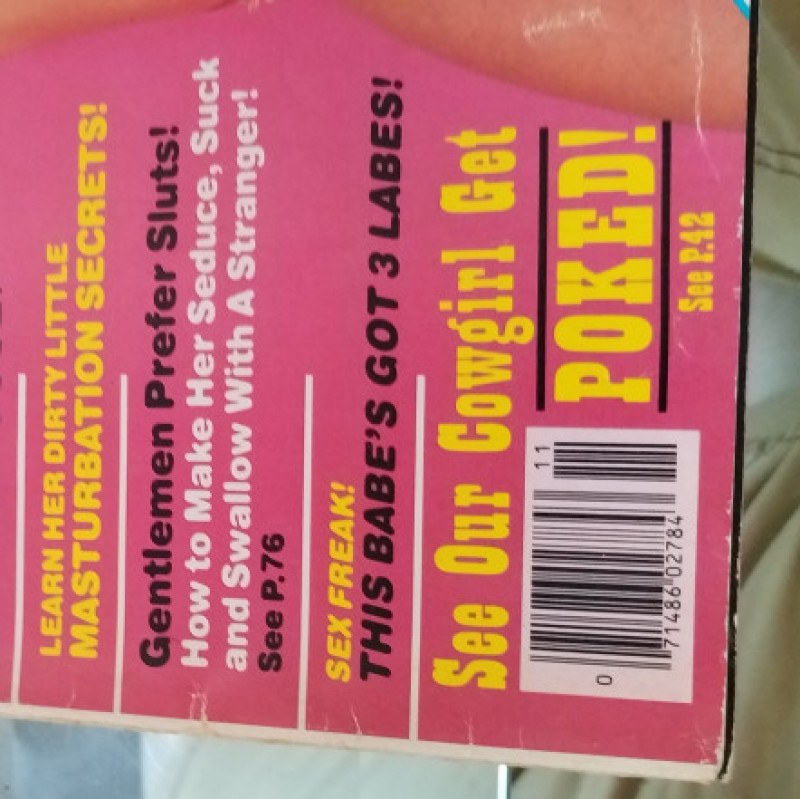 LEARN HER DIRTY LITTLE
MASTURBATION SECRETS!
Gentlemen Prefer Sluts!
How to Make Her Seduce, Suck
and Swallow With A Stranger!
See P.76
SEX FREAK!
THIS BABE'S GOT 3 LABES!
See Our Cowgirl Get
POKED!
See P.42
11
0 71486 02784